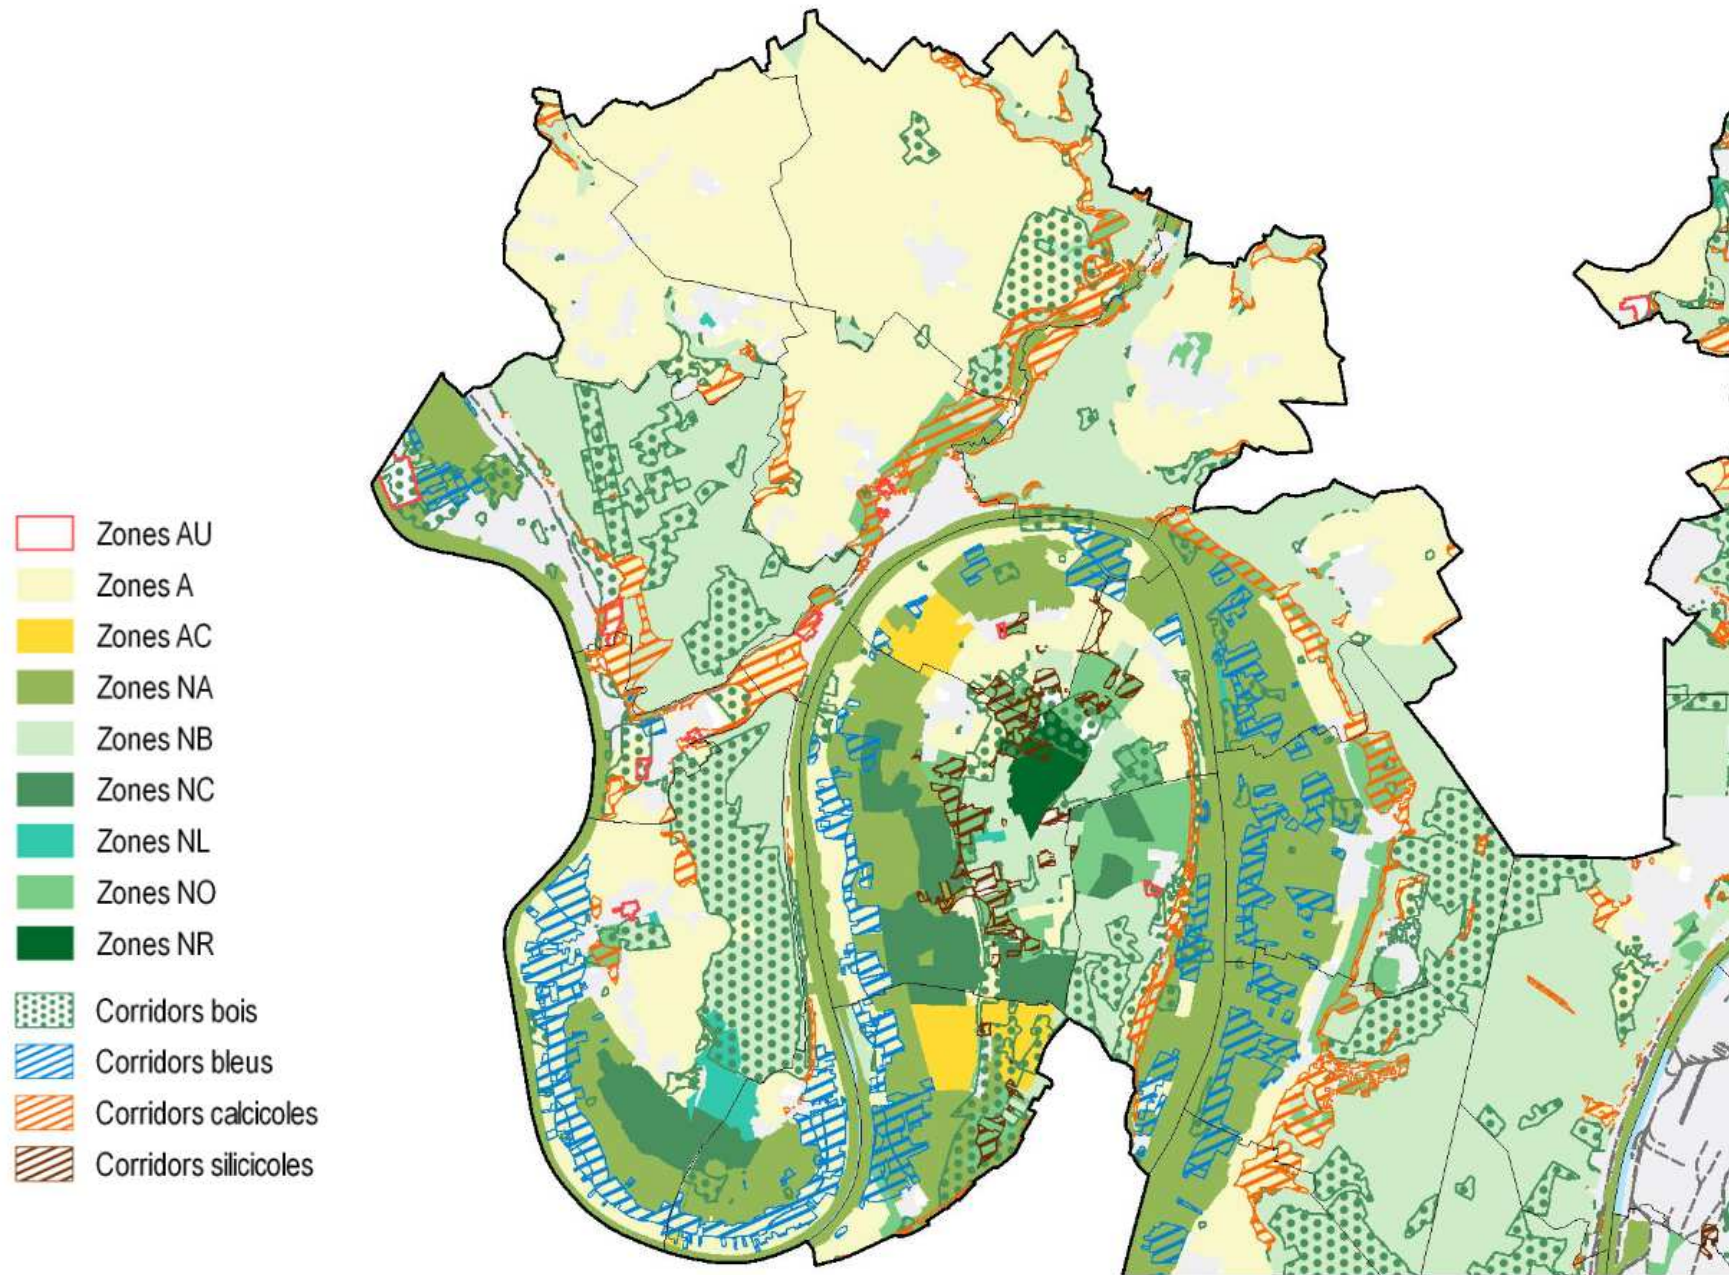 Zones AU
Zones A
Zones AC
Zones NA
Zones NB
Zones NC
Zones NL
Zones NO
Zones NR
Corridors bois
Corridors bleus
Corridors calcicoles
Corridors silicicoles